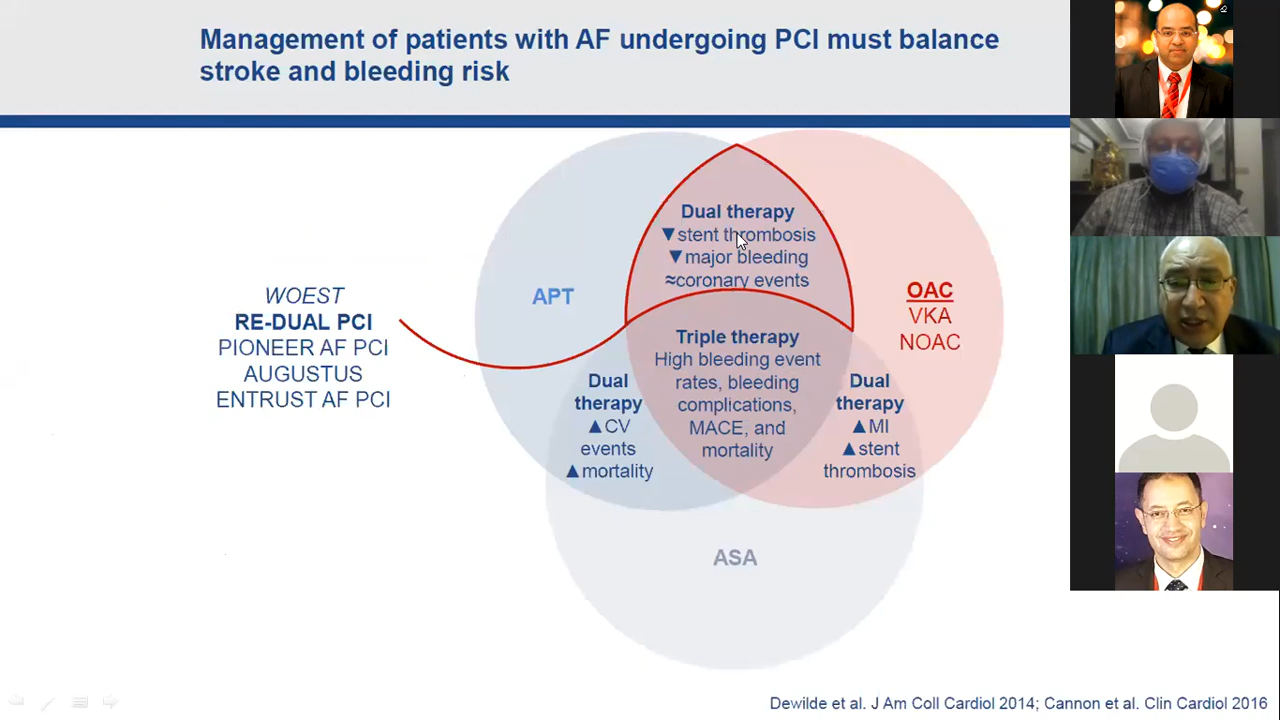 Management of patients with AF undergoing PCI must balance
stroke and bleeding risk
WOEST
RE-DUAL PCI
PIONEER AF PCI
AUGUSTUS
ENTRUST AF PCI
APT
Dual therapy
▼stent thrombosis
▼major bleeding
≈coronary events
OAC
VKA
NOAC
Triple therapy
High bleeding event
rates, bleeding
complications,
MACE, and
mortality
Dual
therapy
▲CV
events
▲mortality
Dual
therapy
▲MI
▲stent
thrombosis
ASA
Dewilde et al. J Am Coll Cardiol 2014; Cannon et al. Clin Cardiol 2016